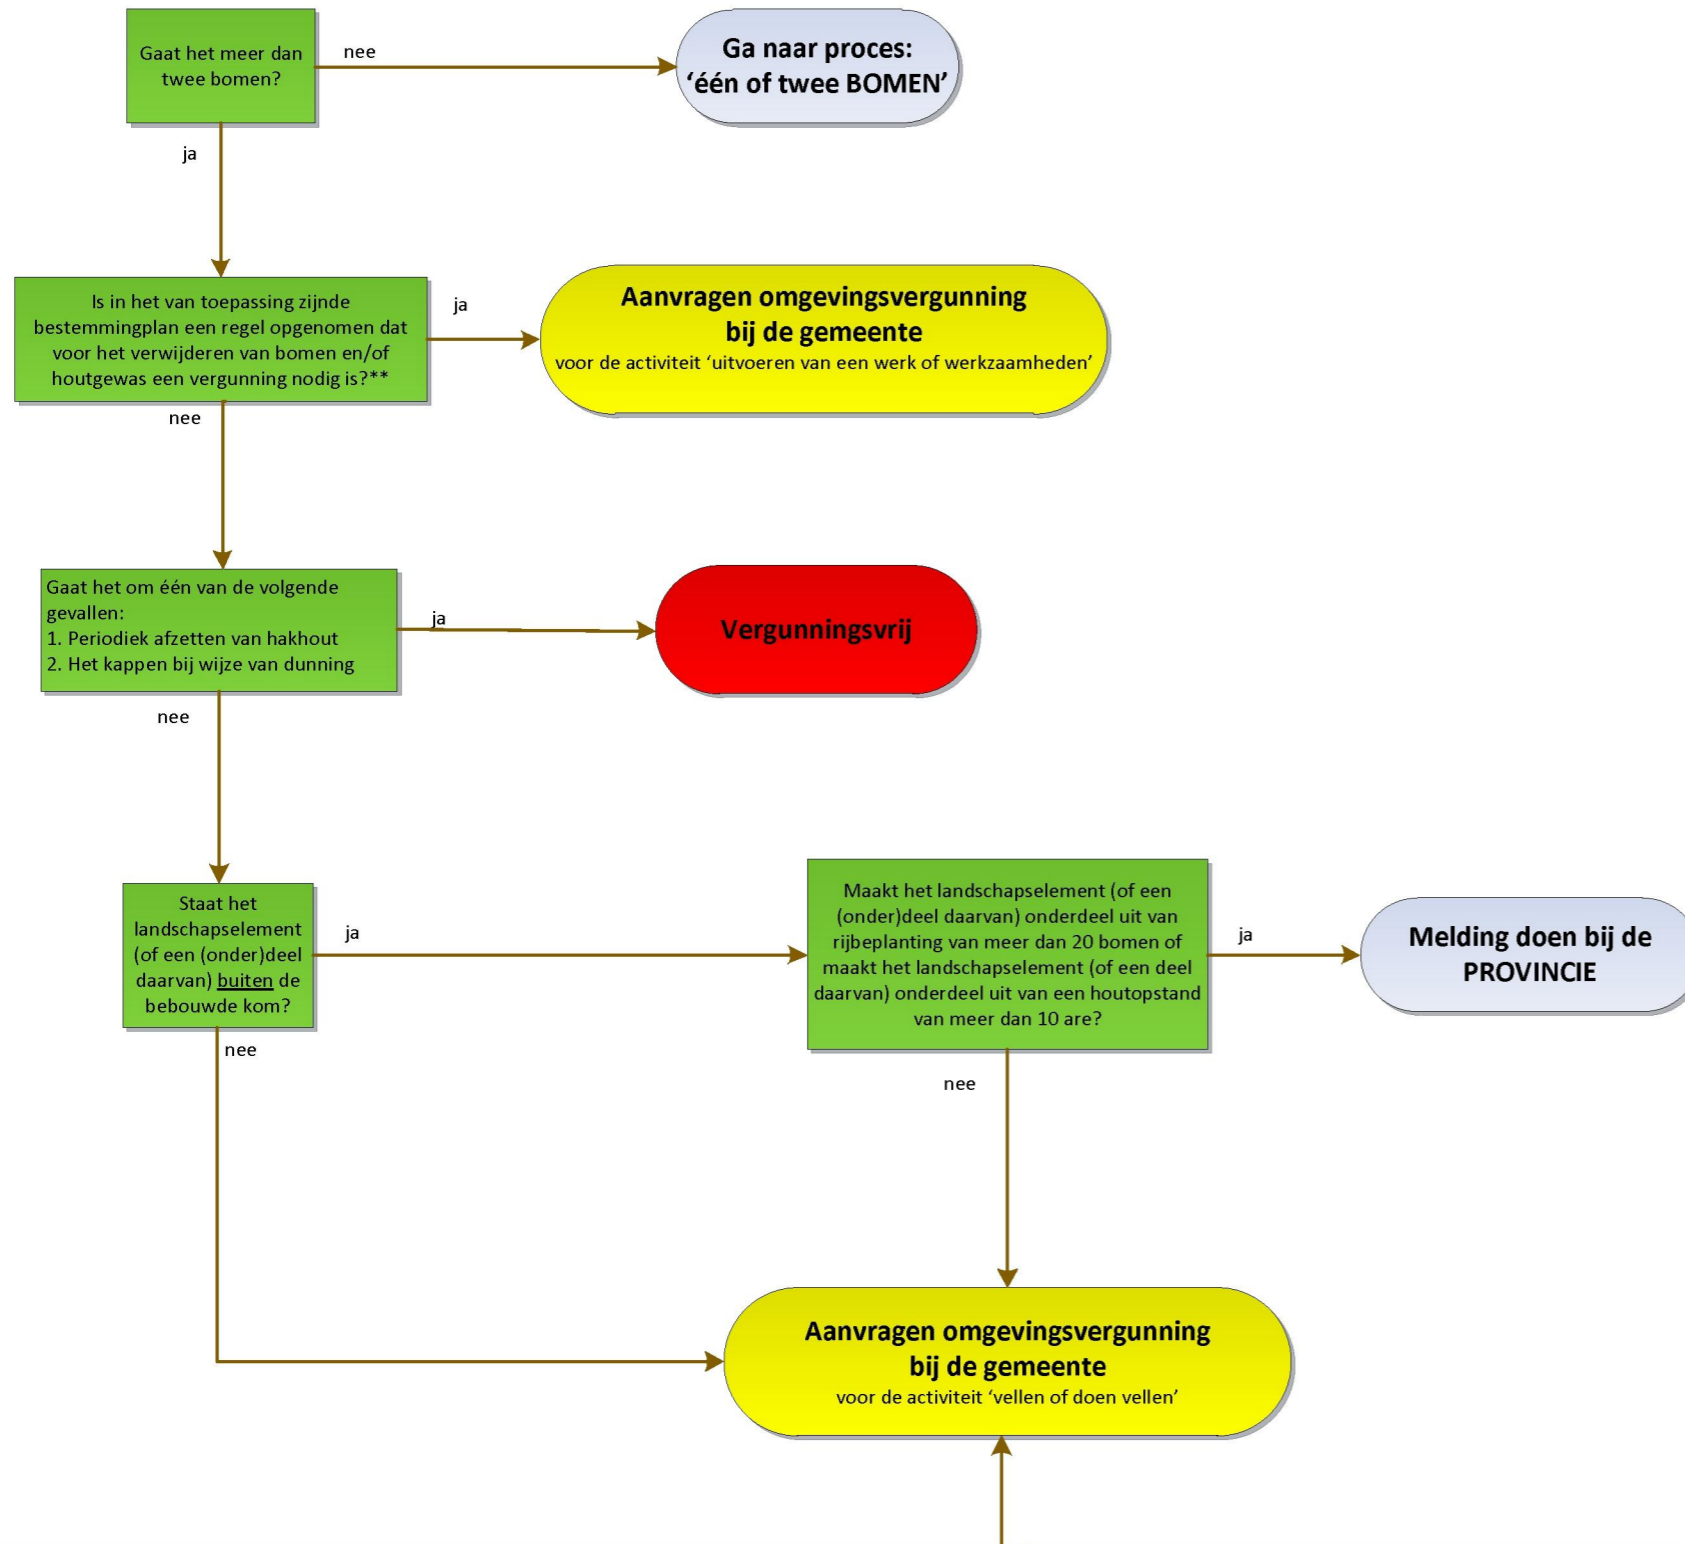 Gaat het meer dan
twee bomen?
nee
Ga naar proces:
‘één of twee BOMEN’
ja
Is in het van toepassing zijnde
bestemmingplan een regel opgenomen dat
voor het verwijderen van bomen en/of
houtgewas een vergunning nodig is?**
ja
Aanvragen omgevingsvergunning
bij de gemeente
voor de activiteit ‘uitvoeren van een werk of werkzaamheden’
nee
Gaat het om één van de volgende
gevallen:
1. Periodiek afzetten van hakhout
2. Het kappen bij wijze van dunning
ja
Vergunningsvrij
nee
Staat het
landschapselement
(of een (onder)deel
daarvan) buiten de
bebouwde kom?
ja
Maakt het landschapselement (of een
(onder)deel daarvan) onderdeel uit van
rijbeplanting van meer dan 20 bomen of
maakt het landschapselement (of een deel
daarvan) onderdeel uit van een houtopstand
van meer dan 10 are?
ja
Melding doen bij de
PROVINCIE
nee
nee
Aanvragen omgevingsvergunning
bij de gemeente
voor de activiteit ‘vellen of doen vellen’